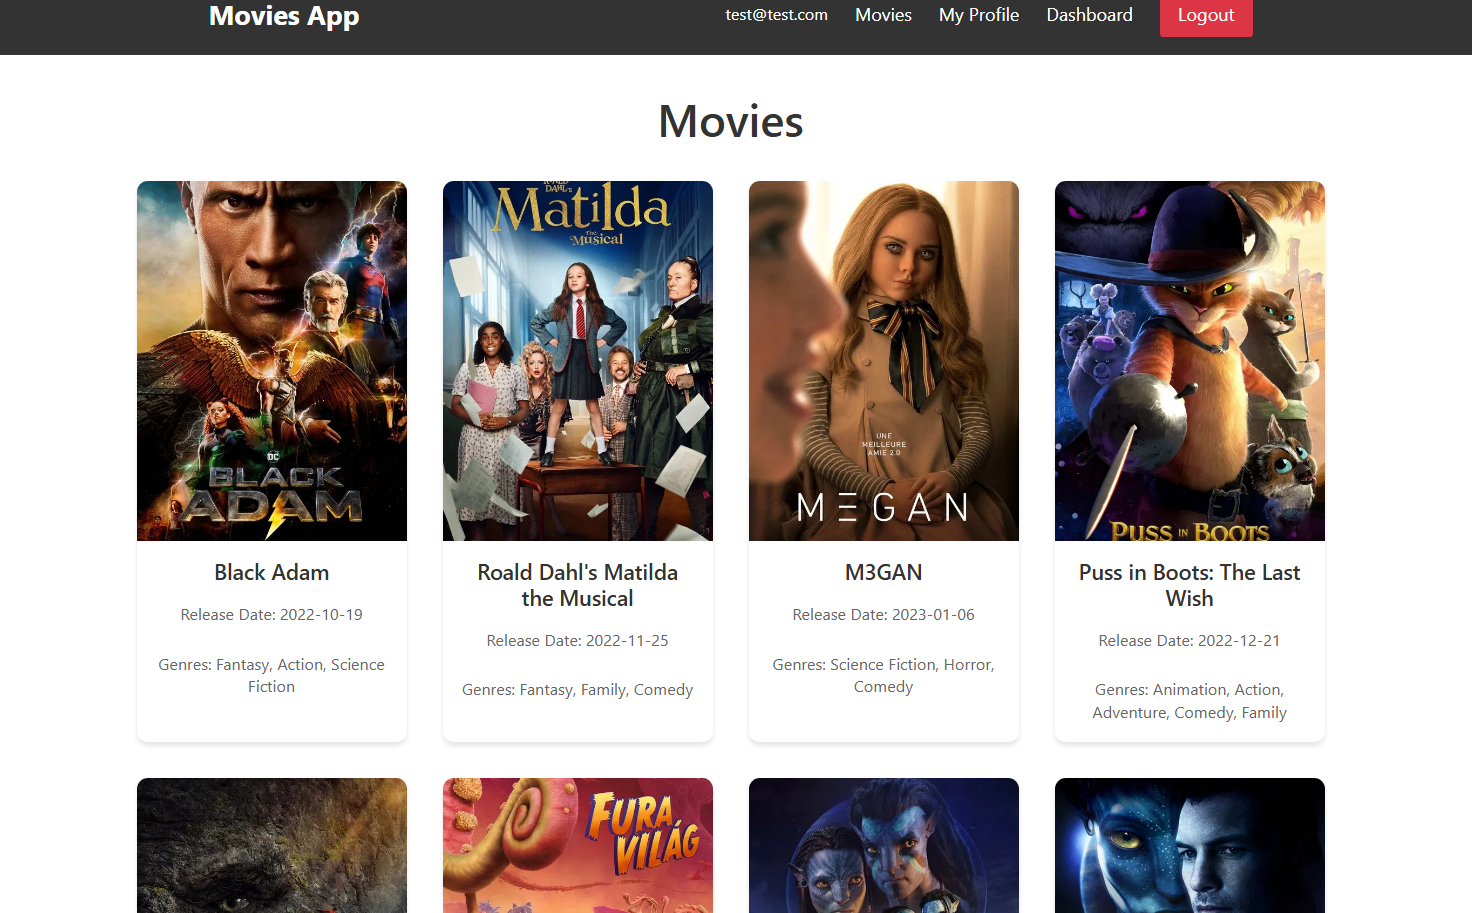 Movies App
test@test.com Movies My Profile Dashboard Logout
Movies
ROALD
DAHL's
Matilda
The
Musical
DC
BLACK
ADAM
UNE
MEILLEURE
AMIE 2.0
MEGAN
PUSS IN BOOTS
Black Adam
Release Date: 2022-10-19
Genres: Fantasy, Action, Science
Fiction
Roald Dahl's Matilda
the Musical
Release Date: 2022-11-25
Genres: Fantasy, Family, Comedy
M3GAN
Release Date: 2023-01-06
Genres: Science Fiction, Horror,
Comedy
Puss in Boots: The Last
Wish
Release Date: 2022-12-21
Genres: Animation, Action,
Adventure, Comedy, Family
FURA
VILÁG